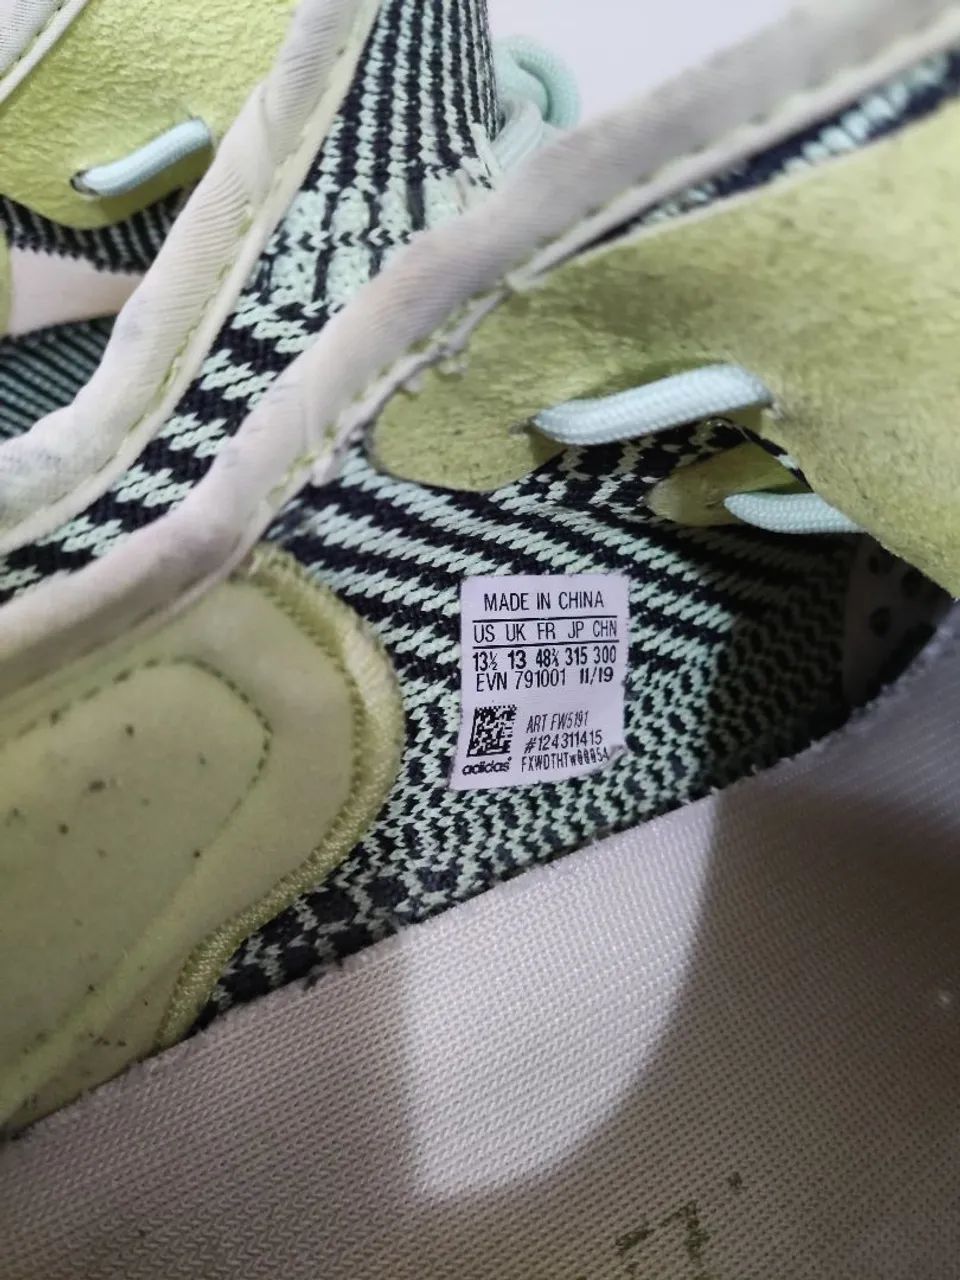 MADE IN CHINA
US UK FR JP CHN
13½ 13 48⅔ 315 300
EVN 791001 11/19
ART FW5191
#124311415
adidas FXWDTHTW00054